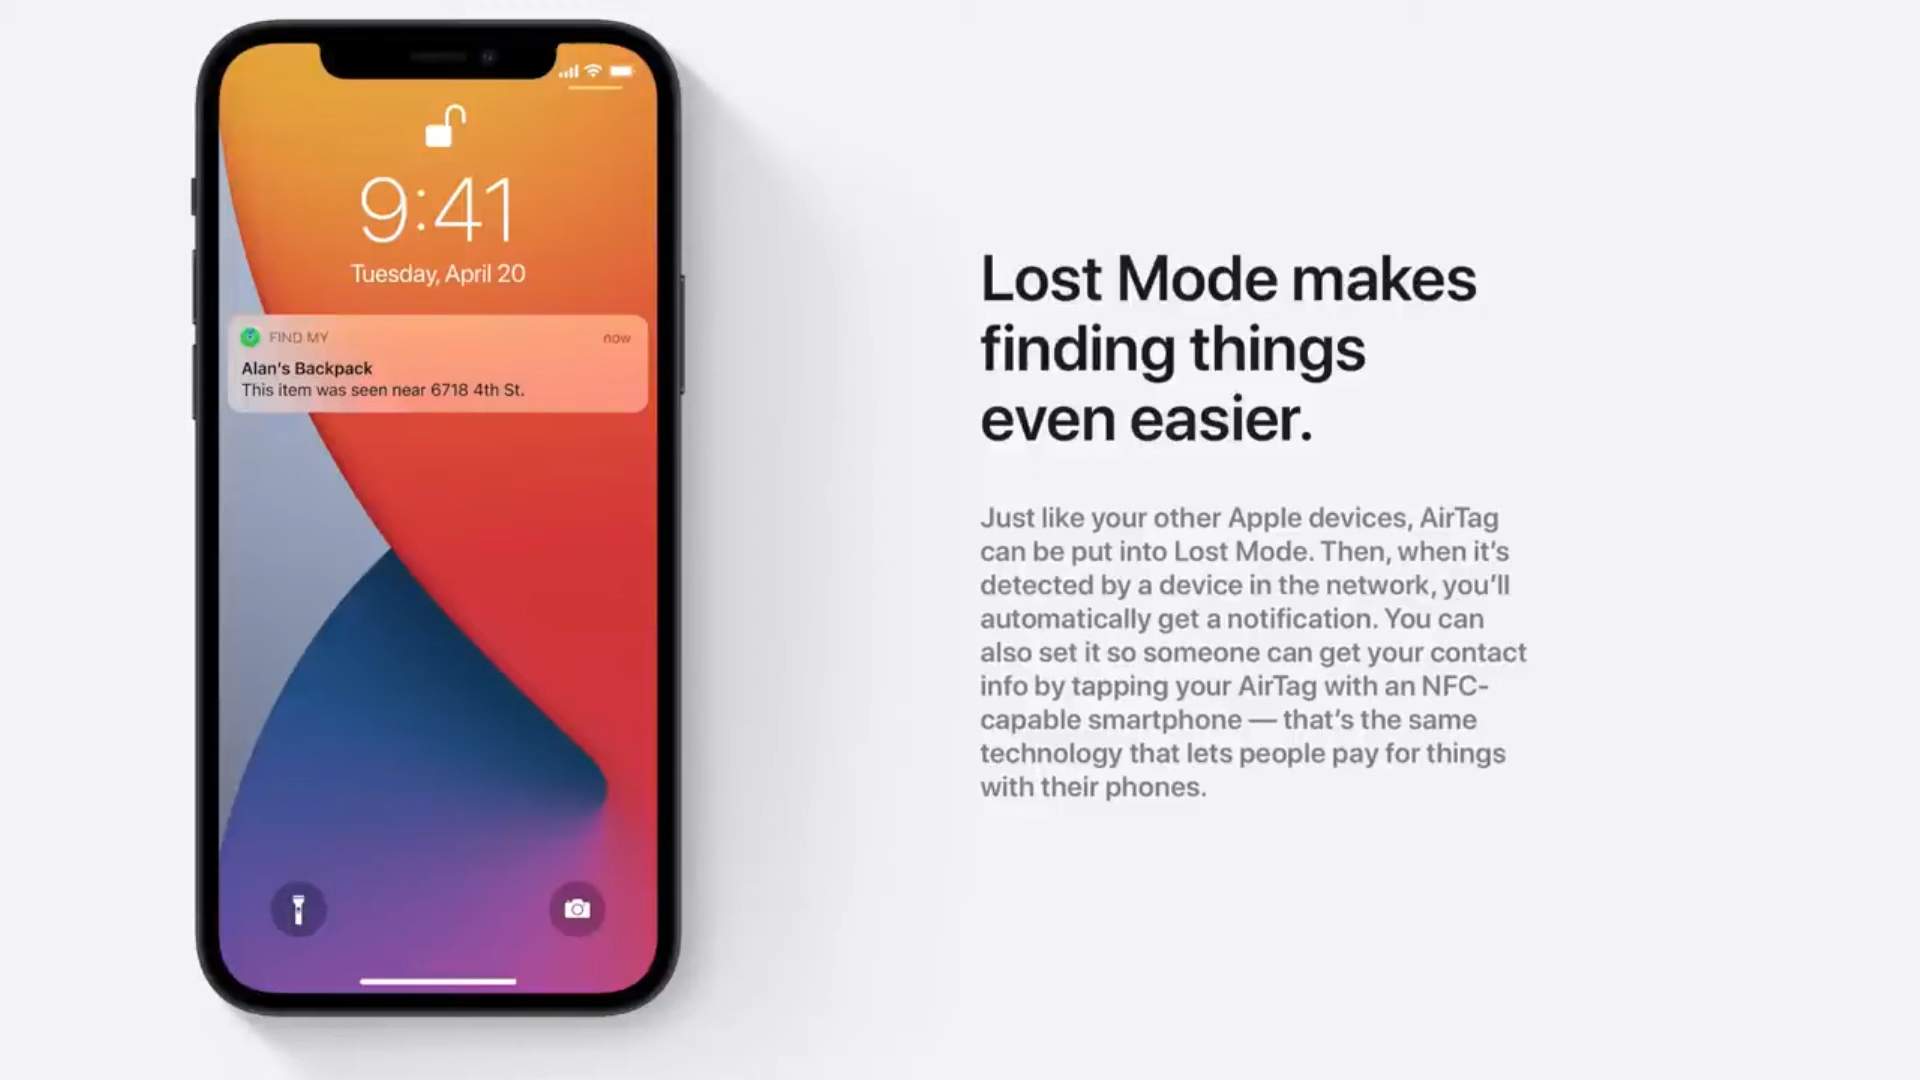 9:41
Tuesday, April 20
FIND MY now
Alan's Backpack
This item was seen near 6718 4th St.
Lost Mode makes
finding things
even easier.
Just like your other Apple devices, AirTag
can be put into Lost Mode. Then, when it's
detected by a device in the network, you'll
automatically get a notification. You can
also set it so someone can get your contact
info by tapping your AirTag with an NFC-
capable smartphone — that's the same
technology that lets people pay for things
with their phones.